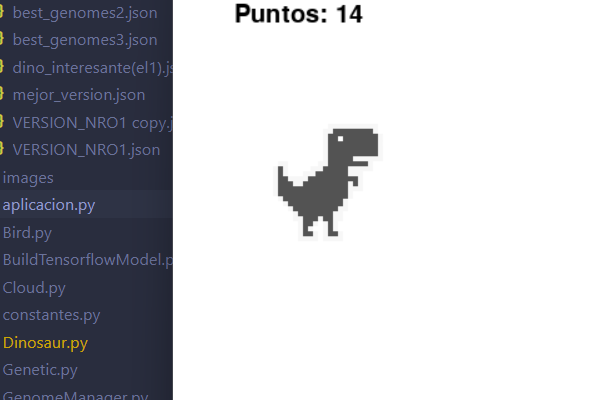 best_genomes2.json
best_genomes3.json
dino_interesante(el1).js
mejor_version.json
VERSION_NRO1 copy.j
VERSION_NRO1.json
images
aplicacion.py
Bird.py
BuildTensorflowModel.p
Cloud.py
constantes.py
Dinosaur.py
Genetic.py
GenomeManager.py
Puntos: 14